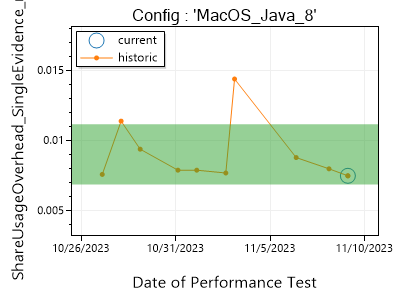 Config : 'MacOS_Java_8'
current
historic
0.015
0.01
0.005
ShareUsageOverhead_SingleEvidence_
10/26/2023
10/31/2023
11/5/2023
11/10/2023
Date of Performance Test